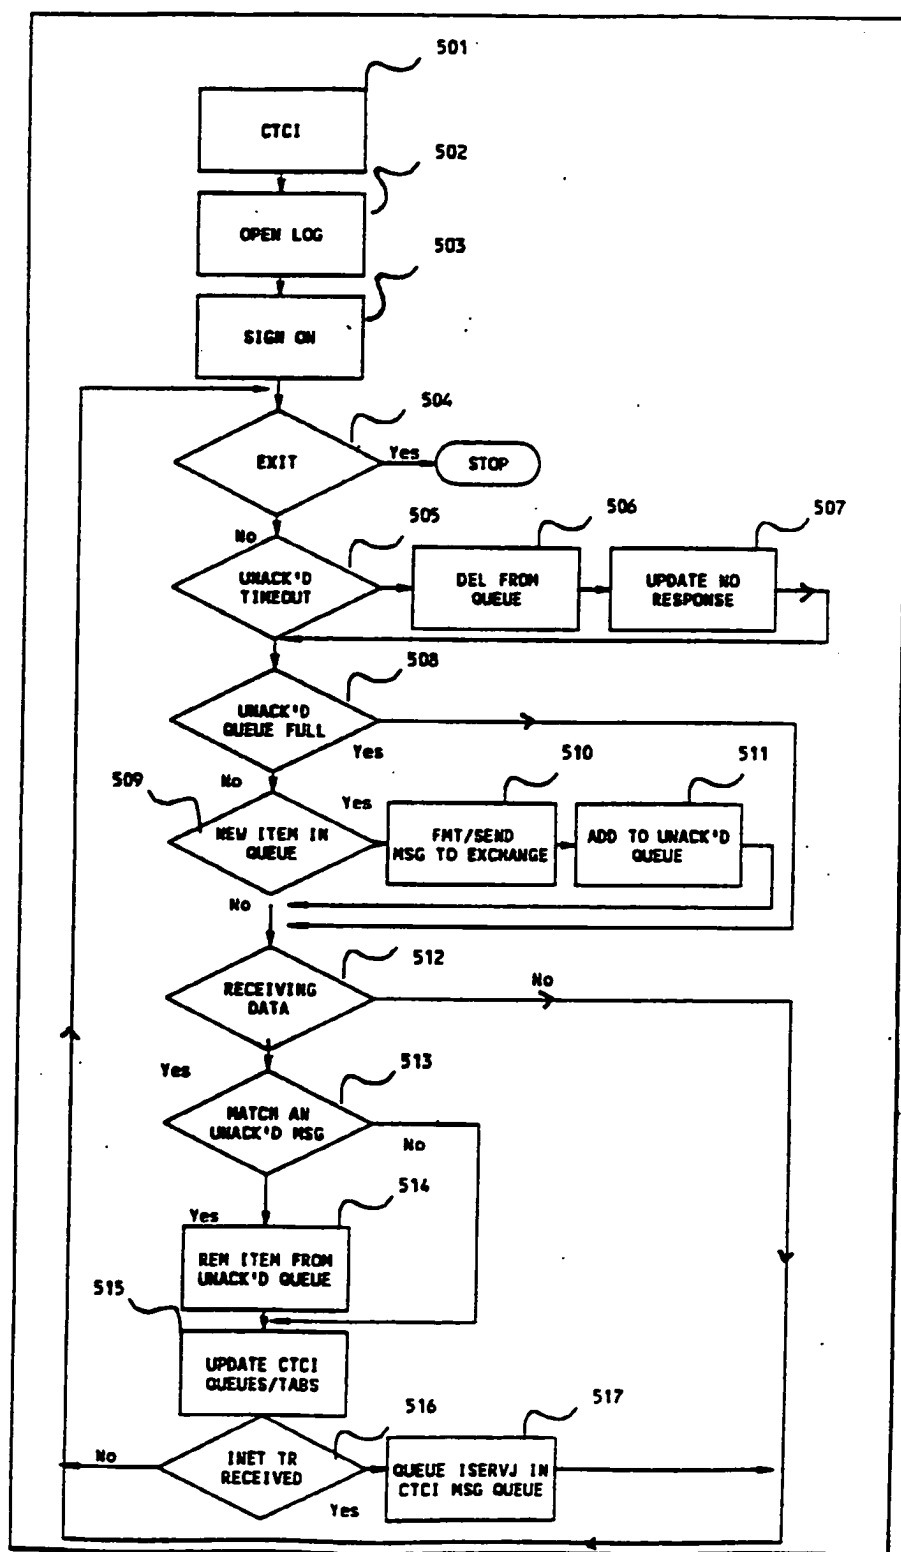 501
CTCI
502
OPEN LOG
503
SIGN ON
504
EXIT
Yes
STOP
No
505
506
507
UNACK'D
TIMEOUT
DEL FROM
QUEUE
UPDATE NO
RESPONSE
508
UNACK'D
QUEUE FULL
Yes
No
509
510
511
Yes
NEW ITEM IN
QUEUE
FMT/SEND
MSG TO EXCHANGE
ADD TO UNACK'D
QUEUE
No
512
RECEIVING
DATA
No
Yes
513
MATCH AN
UNACK'D MSG
No
514
Yes
REM ITEM FROM
UNACK'D QUEUE
515
UPDATE CTCI
QUEUES/TABS
516
517
No
INET TR
RECEIVED
Yes
QUEUE ISERVJ IN
CTCI MSG QUEUE